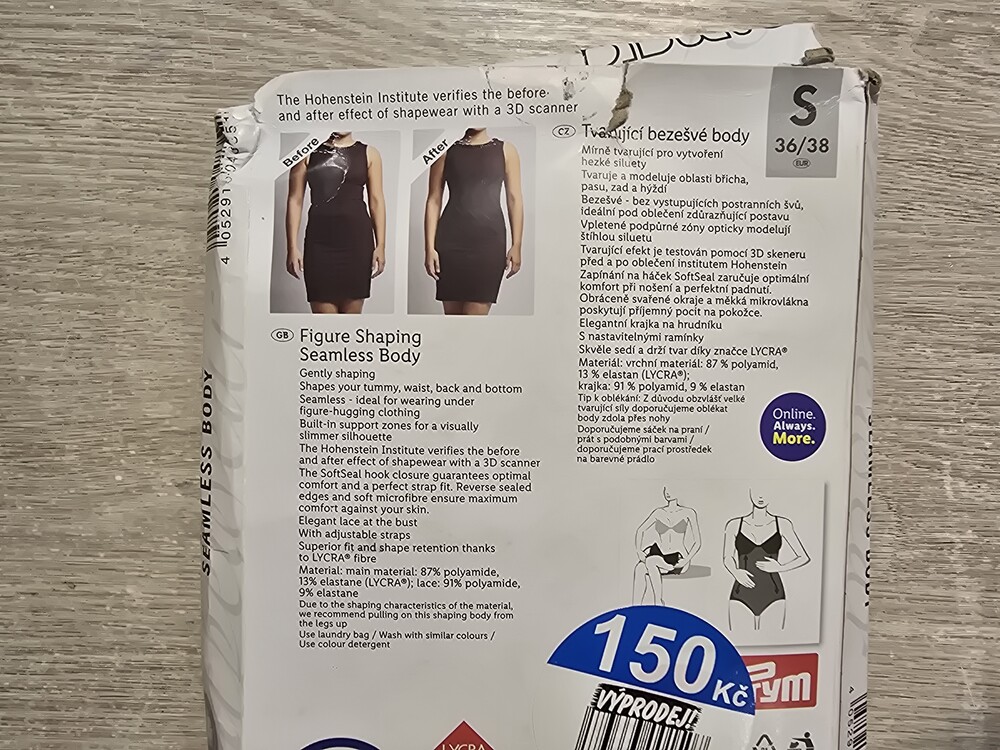 The Hohenstein Institute verifies the before-
and after effect of shapewear with a 3D scanner
Before
After
S
36/38
EUR
CZ Tvarující bezešvé body
Mírně tvarující pro vytvoření
hezké siluety
Tvaruje a modeluje oblasti břicha,
pasu, zad a hýždí
Bezešvé - bez vystupujících postranních švů,
ideální pod oblečení zdůrazňující postavu
Vpletené podpůrné zóny opticky modelují
štíhlou siluetu
Tvarující efekt je testován pomocí 3D skeneru
před a po oblečení institutem Hohenstein
Zapínání na háček SoftSeal zaručuje optimální
komfort při nošení a perfektní padnutí.
Obráceně svařené okraje a měkká mikrovlákna
poskytují příjemný pocit na pokožce.
Elegantní krajka na hrudníku
S nastavitelnými ramínky
Skvěle sedí a drží tvar díky značce LYCRA®
Materiál: vrchní materiál: 87 % polyamid,
13 % elastan (LYCRA®);
krajka: 91 % polyamid, 9 % elastan
Tip k oblékání: Z důvodu obzvlášť velké
tvarující síly doporučujeme oblékat
body zdola přes nohy
Doporučujeme sáček na praní /
prát s podobnými barvami /
doporučujeme prací prostředek
na barevné prádlo
Online.
Always.
More.
GB Figure Shaping
Seamless Body
Gently shaping
Shapes your tummy, waist, back and bottom
Seamless - ideal for wearing under
figure-hugging clothing
Built-in support zones for a visually
slimmer silhouette
The Hohenstein Institute verifies the before
and after effect of shapewear with a 3D scanner
The SoftSeal hook closure guarantees optimal
comfort and a perfect strap fit. Reverse sealed
edges and soft microfibre ensure maximum
comfort against your skin.
Elegant lace at the bust
With adjustable straps
Superior fit and shape retention thanks
to LYCRA® fibre
Material: main material: 87% polyamide,
13% elastane (LYCRA®); lace: 91% polyamide,
9% elastane
Due to the shaping characteristics of the material,
we recommend pulling on this shaping body from
the legs up
Use laundry bag / Wash with similar colours /
Use colour detergent
SEAMLESS BODY
150 Kč
VÝPRODEJ!
LYCRA